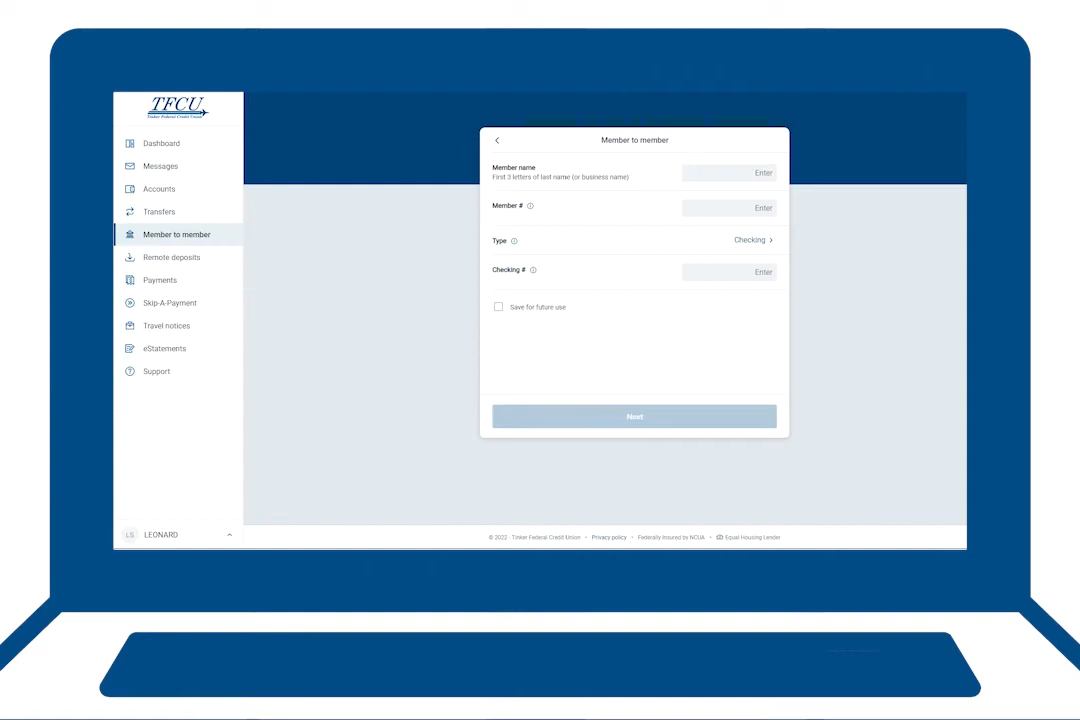 TFCU
Tinker Federal Credit Union
Dashboard
Messages
Accounts
Transfers
Member to member
Remote deposits
Payments
Skip-A-Payment
Travel notices
eStatements
Support
LS LEONARD
Member to member
Member name
First 3 letters of last name (or business name)
Enter
Member #
Enter
Type
Checking
Checking #
Enter
Save for future use
Next
© 2022 · Tinker Federal Credit Union • Privacy policy • Federally Insured by NCUA • Equal Housing Lender